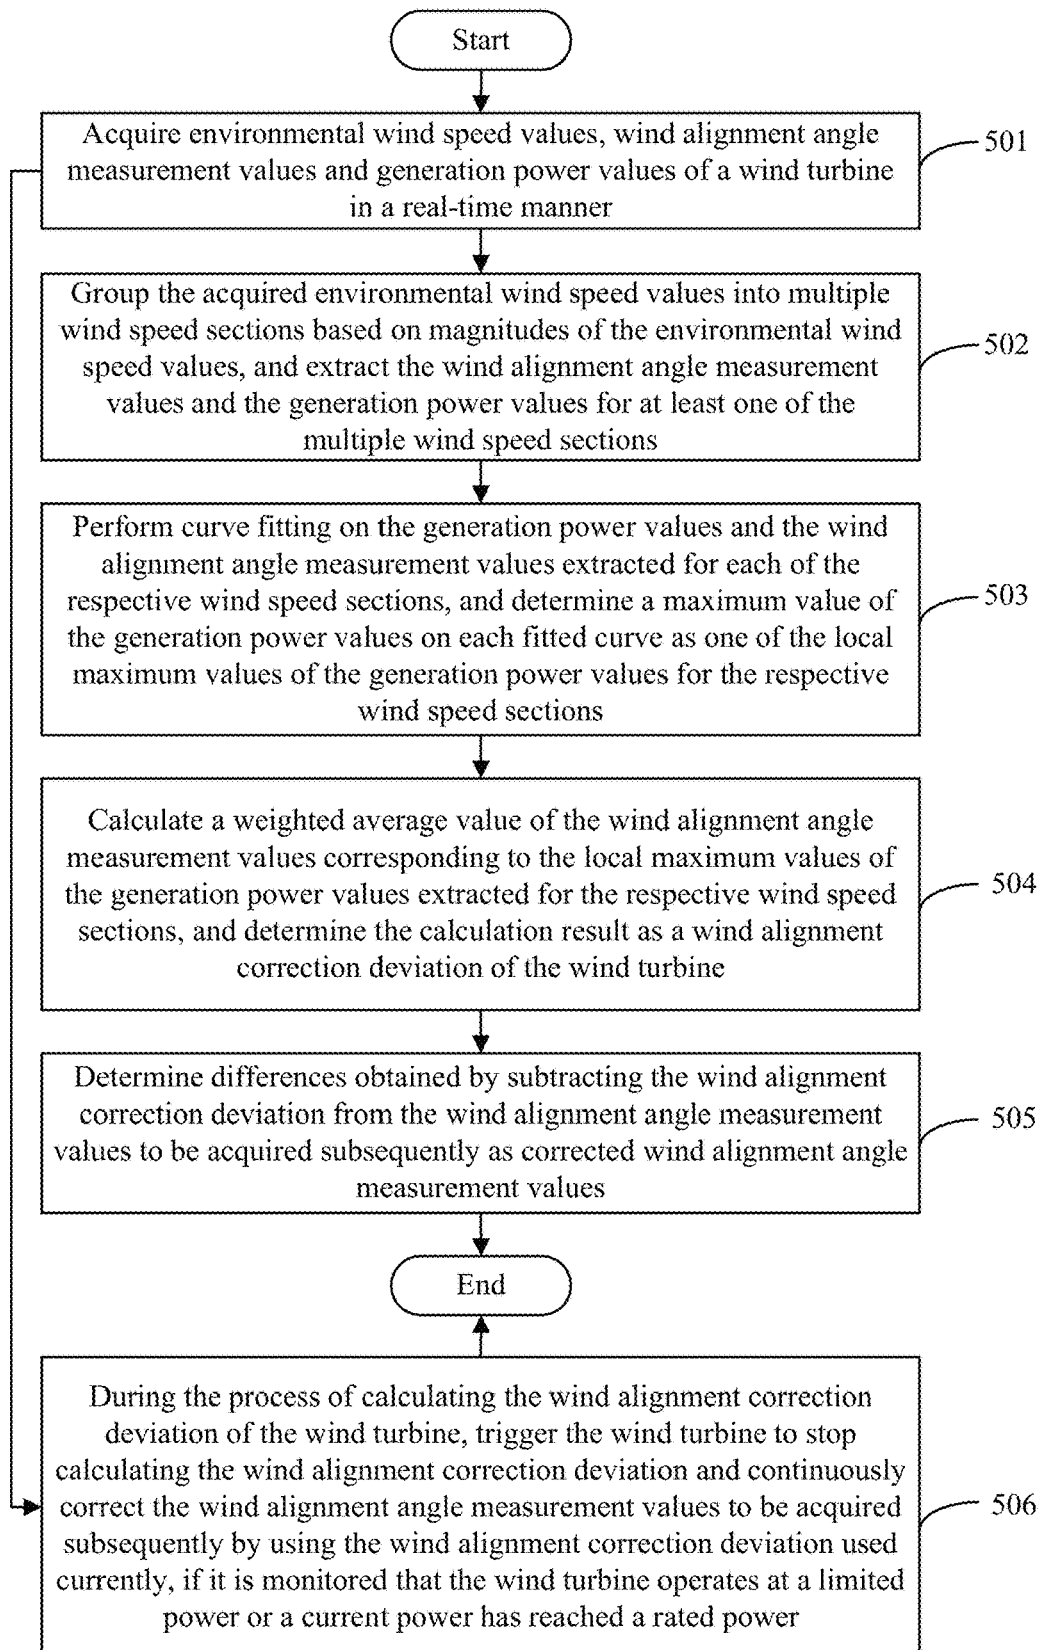 Start
Acquire environmental wind speed values, wind alignment angle
measurement values and generation power values of a wind turbine
in a real-time manner
501
Group the acquired environmental wind speed values into multiple
wind speed sections based on magnitudes of the environmental wind
speed values, and extract the wind alignment angle measurement
values and the generation power values for at least one of the
multiple wind speed sections
502
Perform curve fitting on the generation power values and the wind
alignment angle measurement values extracted for each of the
respective wind speed sections, and determine a maximum value of
the generation power values on each fitted curve as one of the local
maximum values of the generation power values for the respective
wind speed sections
503
Calculate a weighted average value of the wind alignment angle
measurement values corresponding to the local maximum values of
the generation power values extracted for the respective wind speed
sections, and determine the calculation result as a wind alignment
correction deviation of the wind turbine
504
Determine differences obtained by subtracting the wind alignment
correction deviation from the wind alignment angle measurement
values to be acquired subsequently as corrected wind alignment angle
measurement values
505
End
During the process of calculating the wind alignment correction
deviation of the wind turbine, trigger the wind turbine to stop
calculating the wind alignment correction deviation and continuously
correct the wind alignment angle measurement values to be acquired
subsequently by using the wind alignment correction deviation used
currently, if it is monitored that the wind turbine operates at a limited
power or a current power has reached a rated power
506